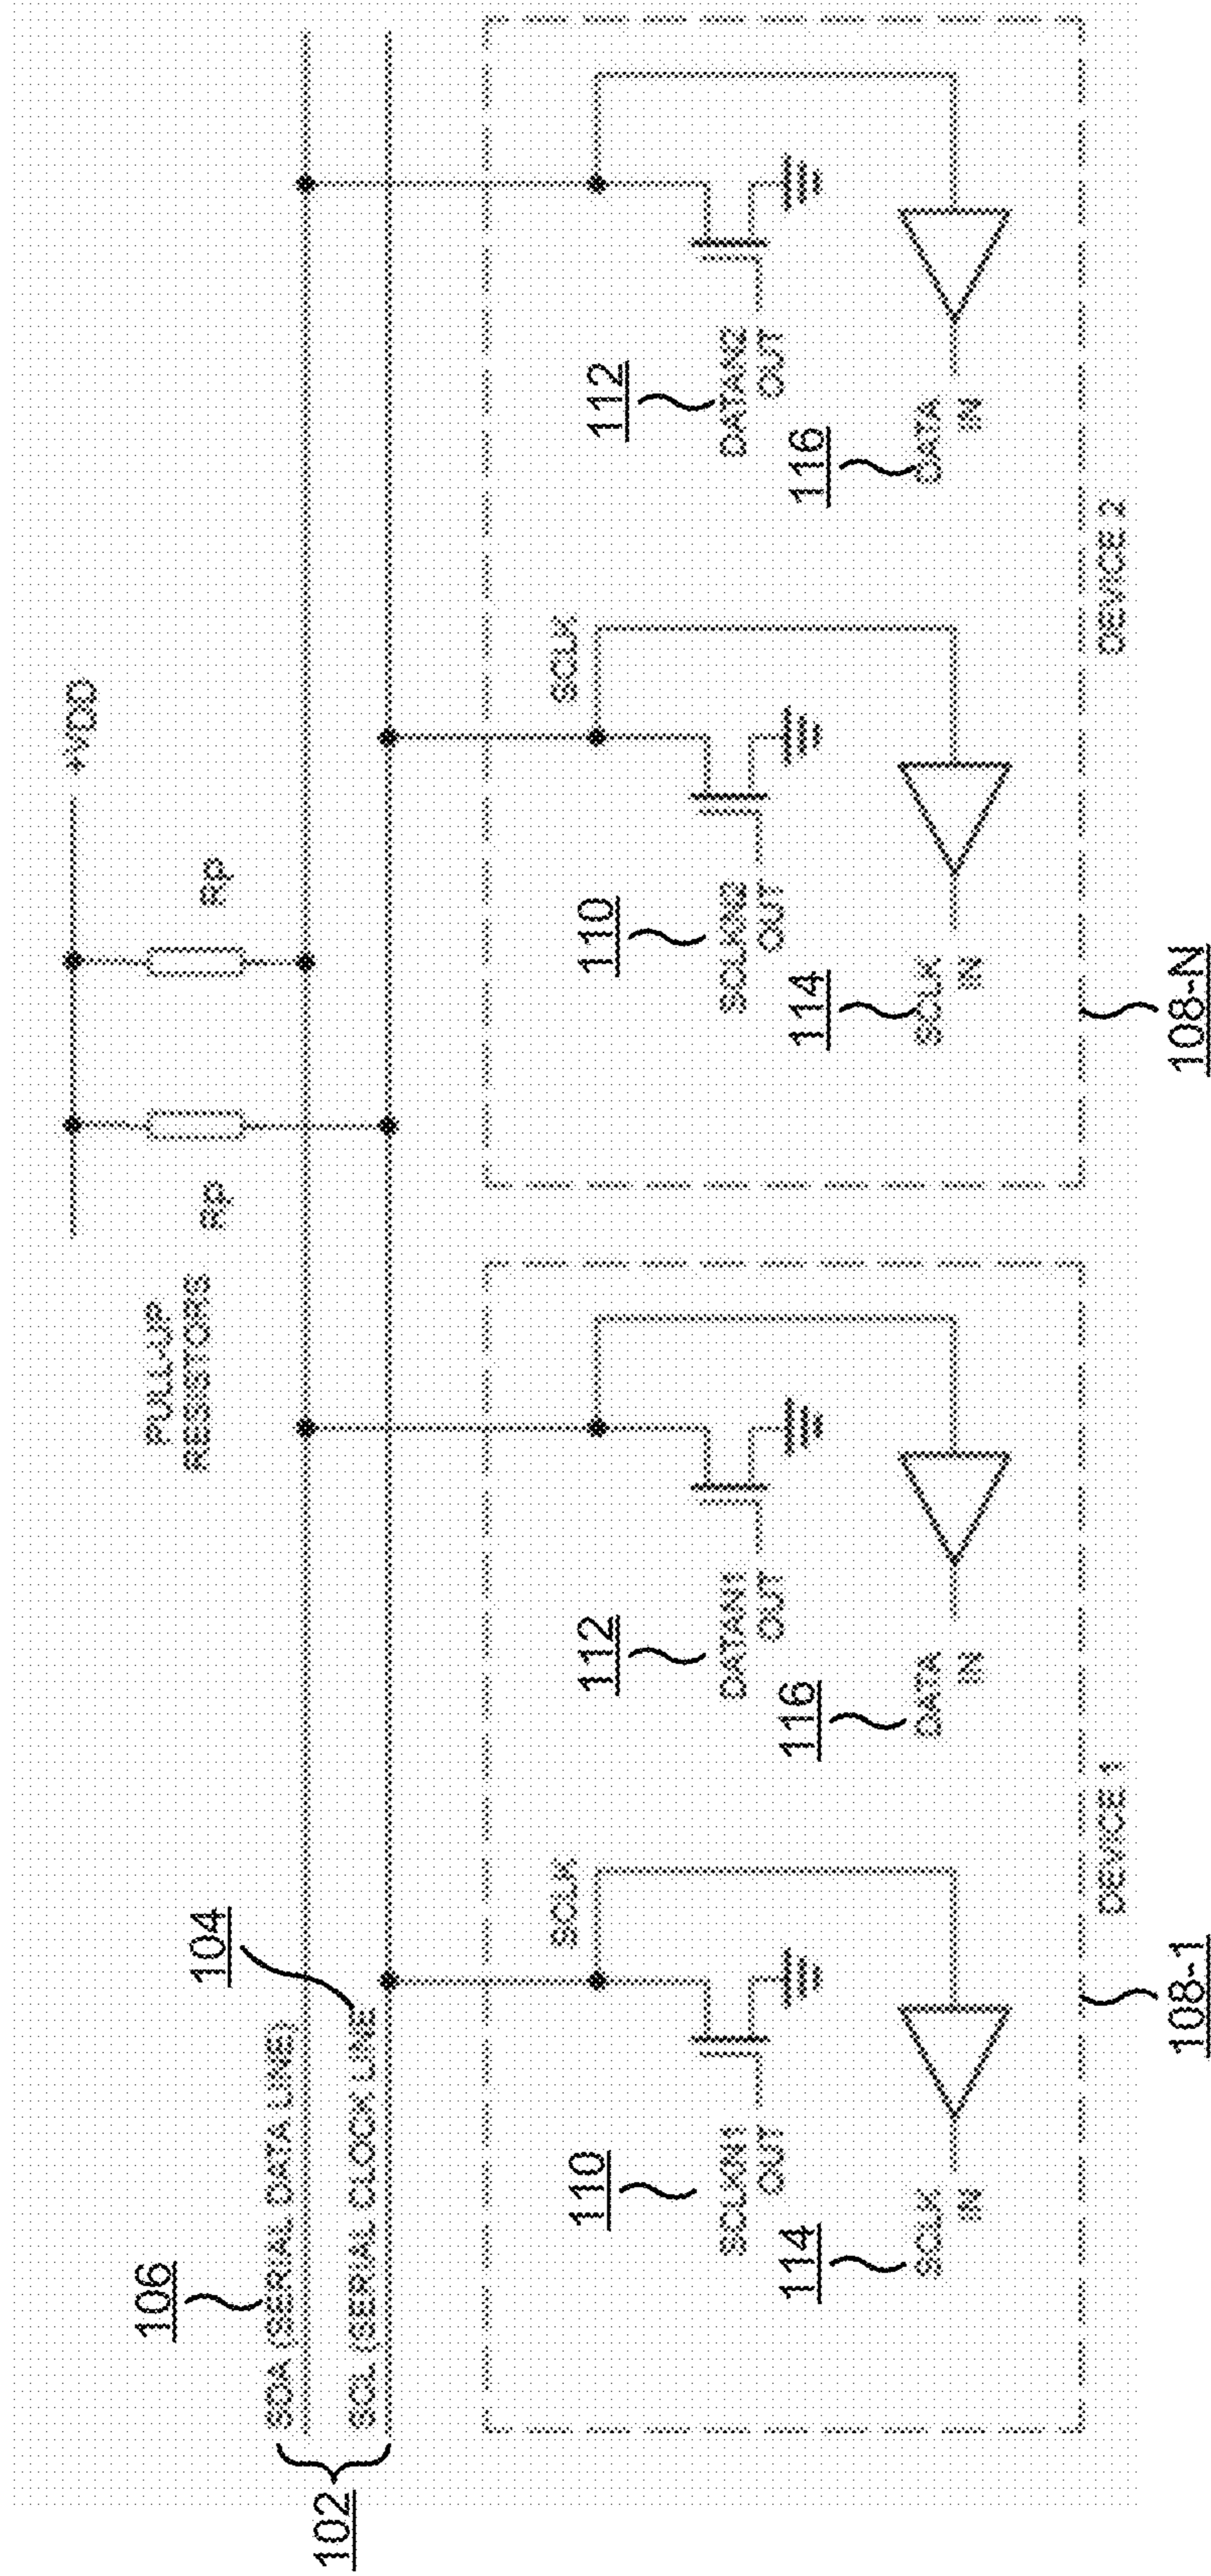 +VDD
PULL-UP
RESISTORS
Rp
Rp
106
104
SDA (SERIAL DATA LINE)
SCL (SERIAL CLOCK LINE
102
SCLK
110
SCLKN1
OUT
114
SCLK
IN
112
DATAN1
OUT
116
DATA
IN
DEVICE 1
108-1
SCLK
110
SCLKN2
OUT
114
SCLK
IN
112
DATAN2
OUT
116
DATA
IN
DEVICE 2
108-N